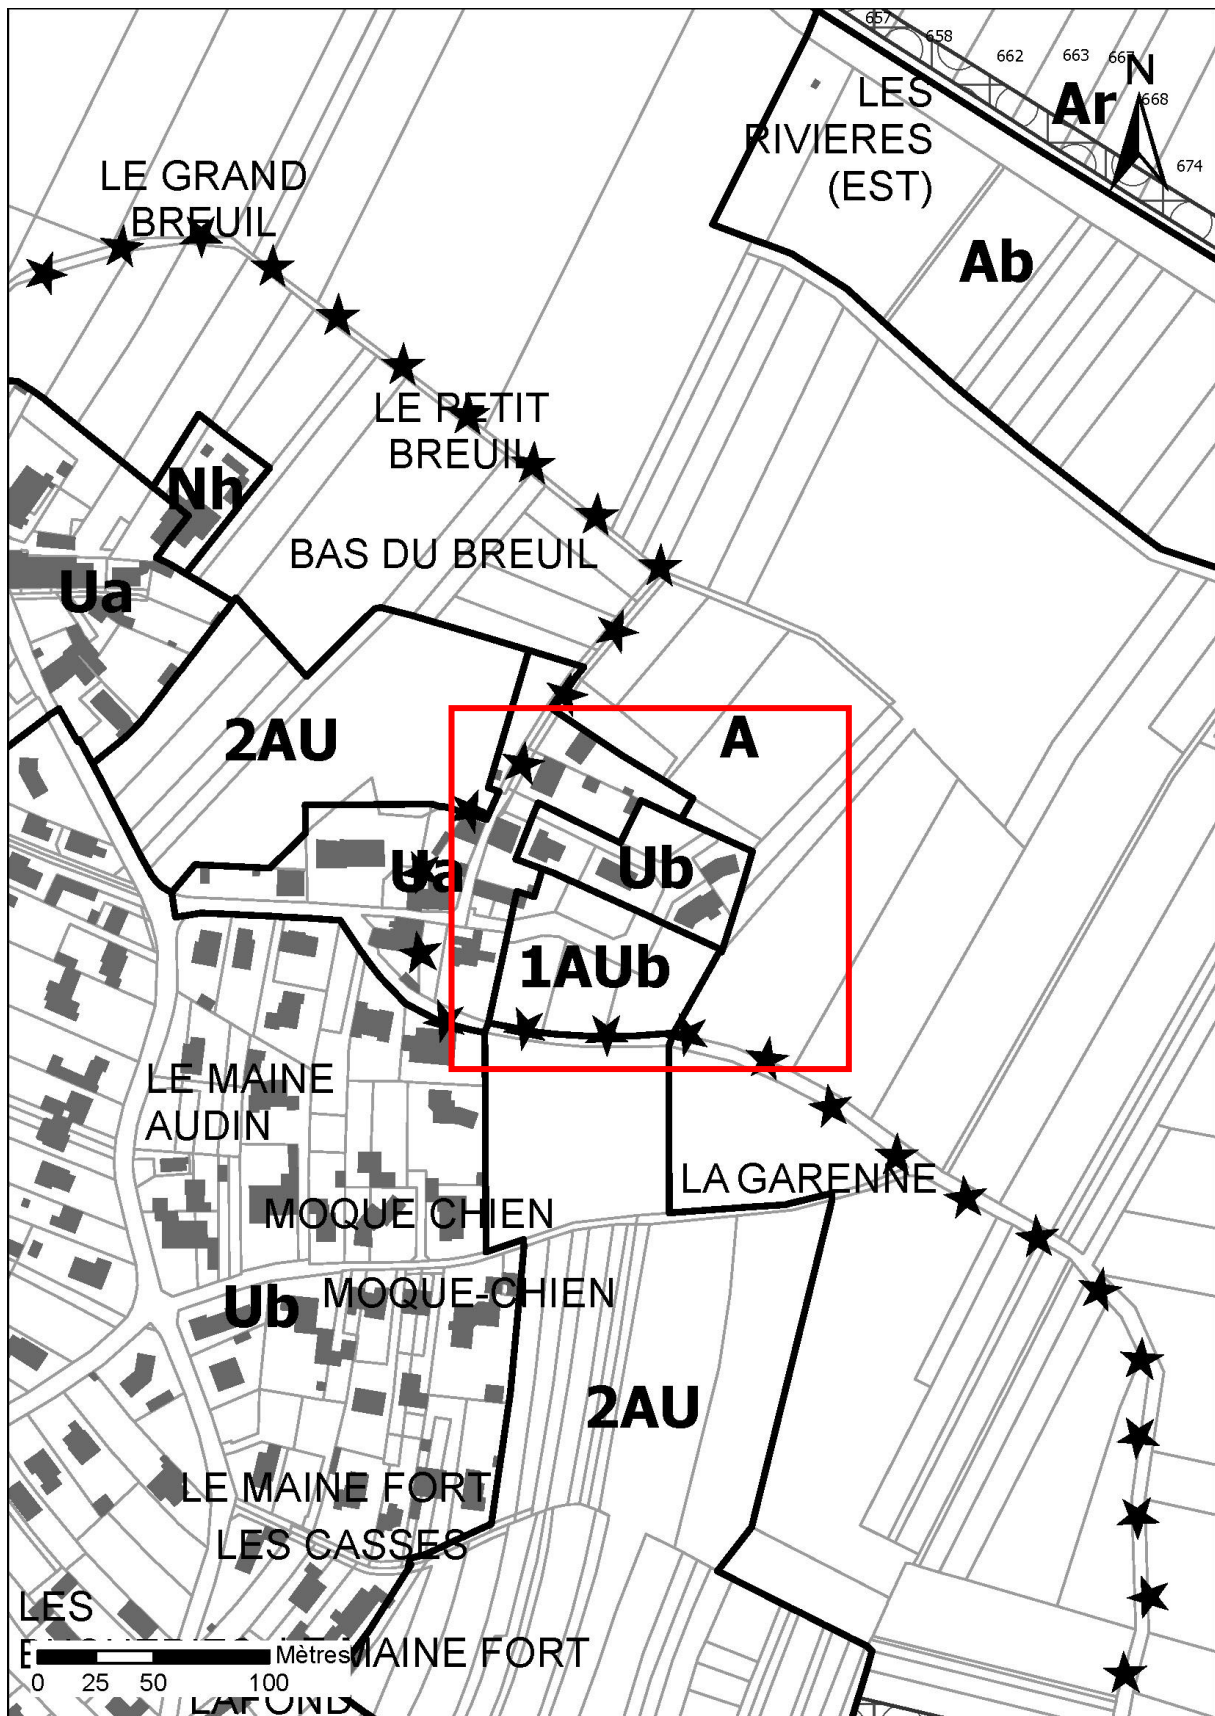 657
658
662
663
667
N
668
674
Ar
LES
RIVIERES
(EST)
LE GRAND
BREUIL
Ab
LE PETIT
BREUIL
Nh
BAS DU BREUIL
Ua
2AU
A
Ua
Ub
1AUb
LE MAINE
AUDIN
LA GARENNE
MOQUE CHIEN
MOQUE-CHIEN
Ub
2AU
LE MAINE FORT
LES CASSES
LES
MAINE FORT
Mètres
0 25 50 100
LAFOND